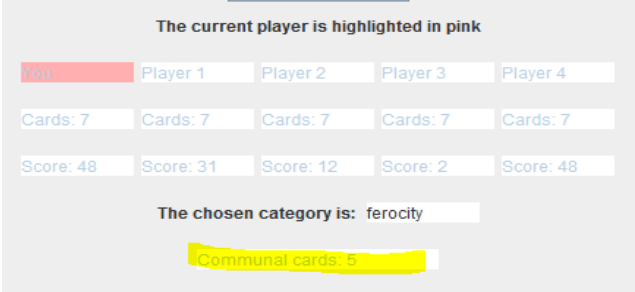 The current player is highlighted in pink
You Player 1 Player 2 Player 3 Player 4
Cards: 7 Cards: 7 Cards: 7 Cards: 7 Cards: 7
Score: 48 Score: 31 Score: 12 Score: 2 Score: 48
The chosen category is: ferocity
Communal cards: 5